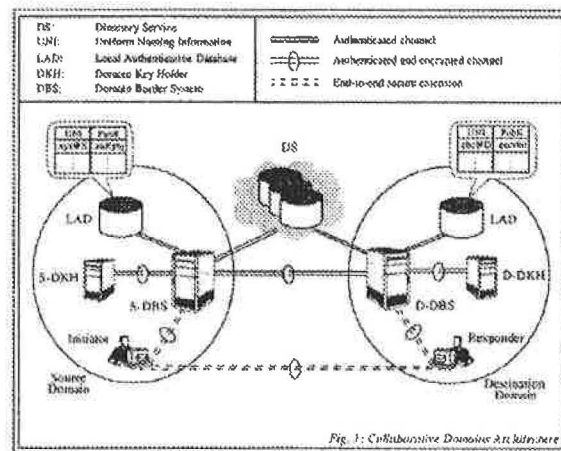 DS: Directory Service
UNI: Uniform Naming Information
LAD: Local Authentication Database
DKH: Domain Key Holder
DBS: Domain Border System
Authenticated channel
Authenticated and encrypted channel
End-to-end secure extension
UNI PubK
UNI PubK
DS
LAD
LAD
S-DKH
S-DBS
D-DBS
D-DKH
Initiator
Responder
Source
Domain
Destination
Domain
Fig. 1: Collaborative Domains Architecture